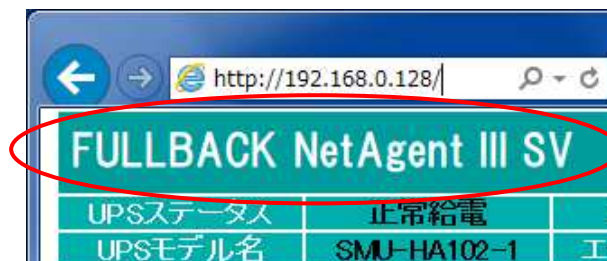 http://192.168.0.128/
FULLBACK NetAgent III SV
UPSステータス 正常給電
UPSモデル名 SMU-HA102-1 エ